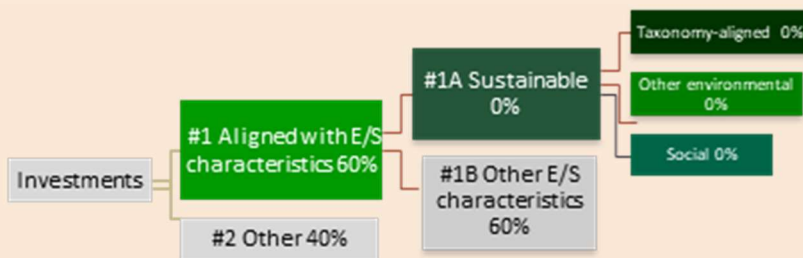 Investments
#1 Aligned with E/S
characteristics 60%
#2 Other 40%
#1A Sustainable
0%
#1B Other E/S
characteristics
60%
Taxonomy-aligned 0%
Other environmental
0%
Social 0%